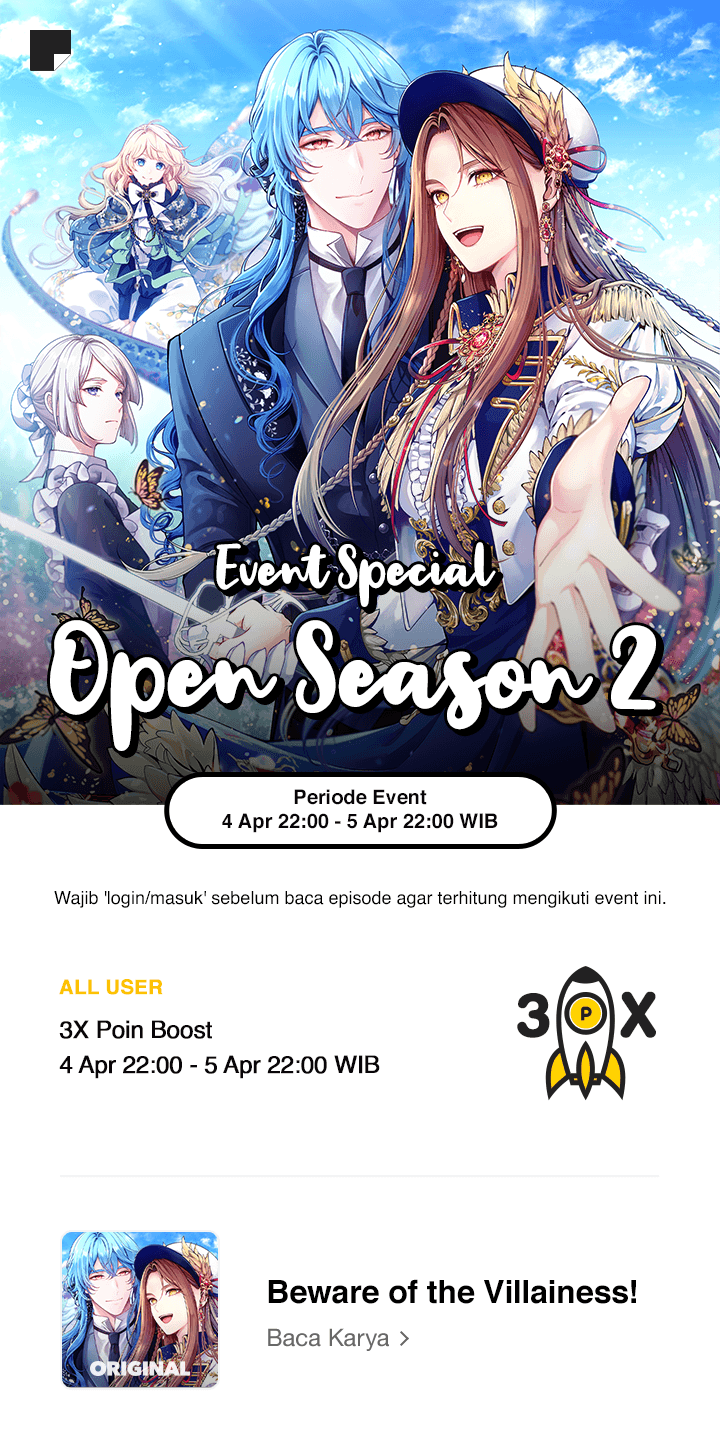 Event Special
Open Season 2
Periode Event
4 Apr 22:00 - 5 Apr 22:00 WIB
Wajib 'login/masuk' sebelum baca episode agar terhitung mengikuti event ini.
ALL USER
3X Poin Boost
4 Apr 22:00 - 5 Apr 22:00 WIB
3 P X
ORIGINAL
Beware of the Villainess!
Baca Karya >